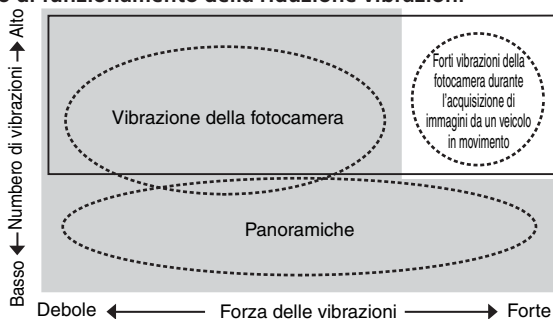 di funzionamento della riduzione vibrazioni
Alto
Numbero di vibrazioni
Basso
Vibrazione della fotocamera
Forti vibrazioni della
fotocamera durante
l'acquisizione di
immagini da un veicolo
in movimento
Panoramiche
Debole
Forza delle vibrazioni
Forte